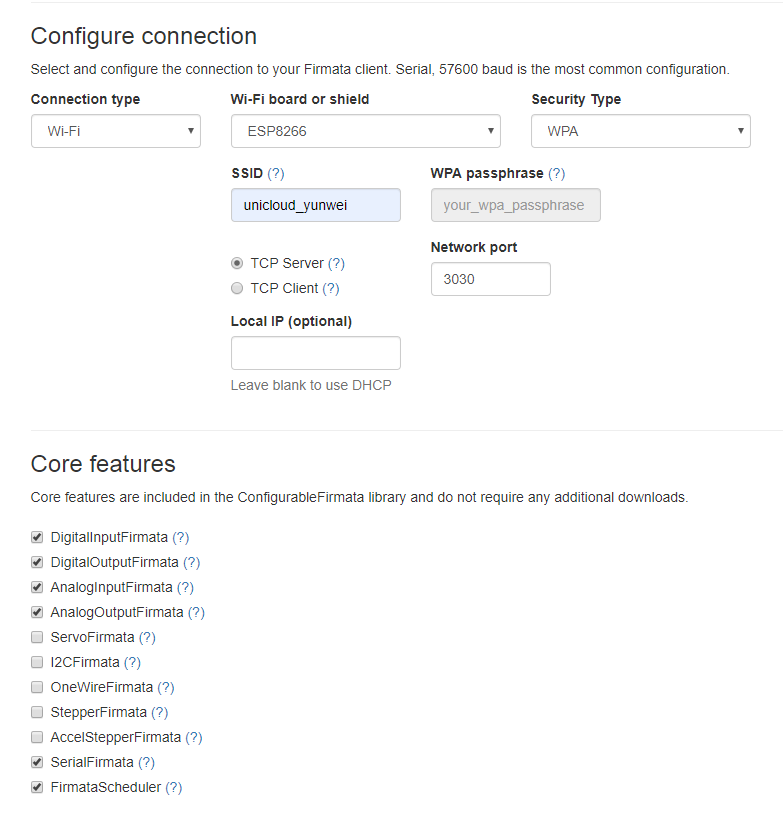 Configure connection
Select and configure the connection to your Firmata client. Serial, 57600 baud is the most common configuration.
Connection type Wi-Fi board or shield Security Type
Wi-Fi ESP8266 WPA
SSID (?) WPA passphrase (?)
unicloud_yunwei your_wpa_passphrase
Network port
TCP Server (?)
3030
TCP Client (?)
Local IP (optional)
Leave blank to use DHCP
Core features
Core features are included in the ConfigurableFirmata library and do not require any additional downloads.
DigitalInputFirmata (?)
DigitalOutputFirmata (?)
AnalogInputFirmata (?)
AnalogOutputFirmata (?)
ServoFirmata (?)
I2CFirmata (?)
OneWireFirmata (?)
StepperFirmata (?)
AccelStepperFirmata (?)
SerialFirmata (?)
FirmataScheduler (?)